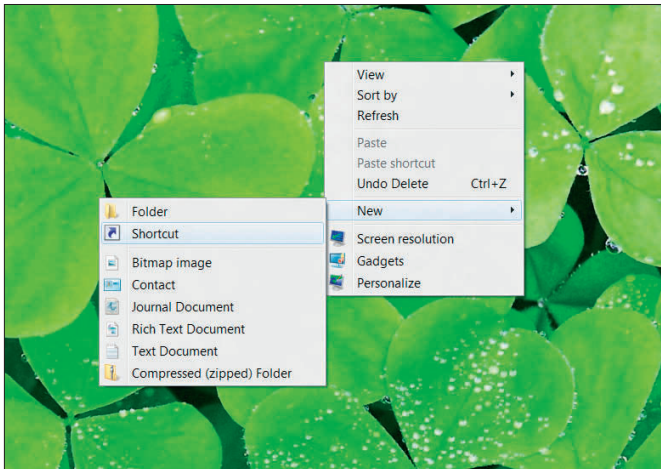 View
Sort by
Refresh
Paste
Paste shortcut
Undo Delete Ctrl+Z
New
Screen resolution
Gadgets
Personalize
Folder
Shortcut
Bitmap image
Contact
Journal Document
Rich Text Document
Text Document
Compressed (zipped) Folder